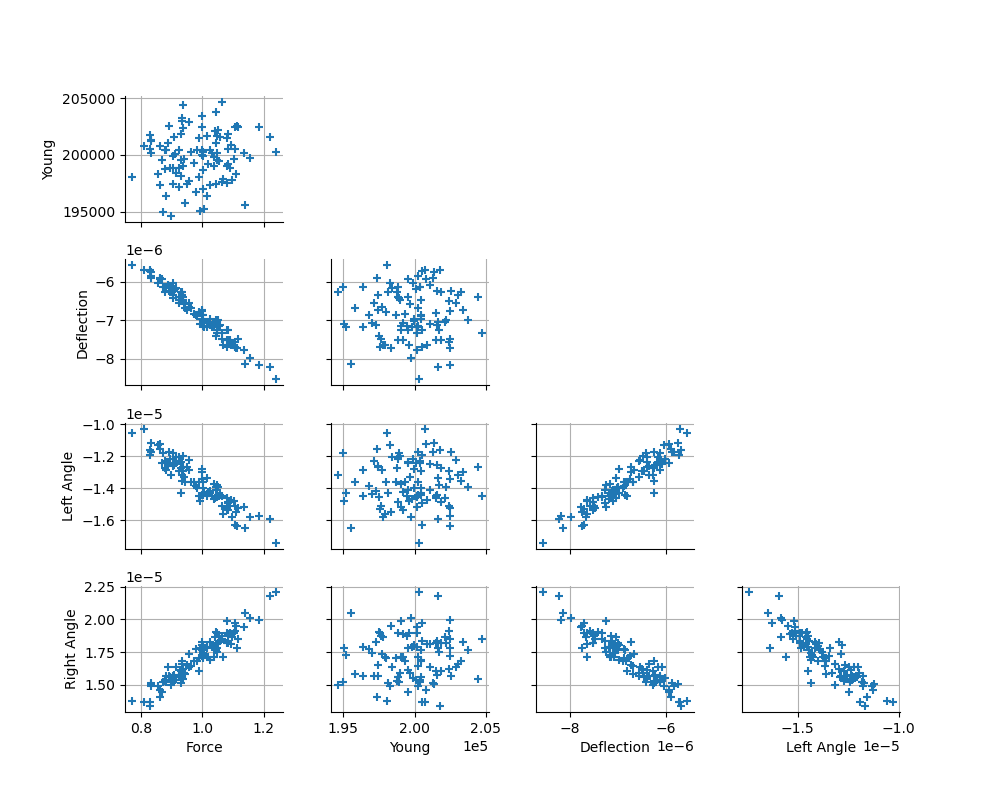 205000
200000
195000
Young
1e−6
−6
−7
−8
Deflection
1e−5
−1.0
−1.2
−1.4
−1.6
Left Angle
1e−5
2.25
2.00
1.75
1.50
Right Angle
0.8 1.0 1.2
1.95 2.00 2.05
−8 −6
−1.5 −1.0
Force
Young 1e5
Deflection 1e−6
Left Angle 1e−5